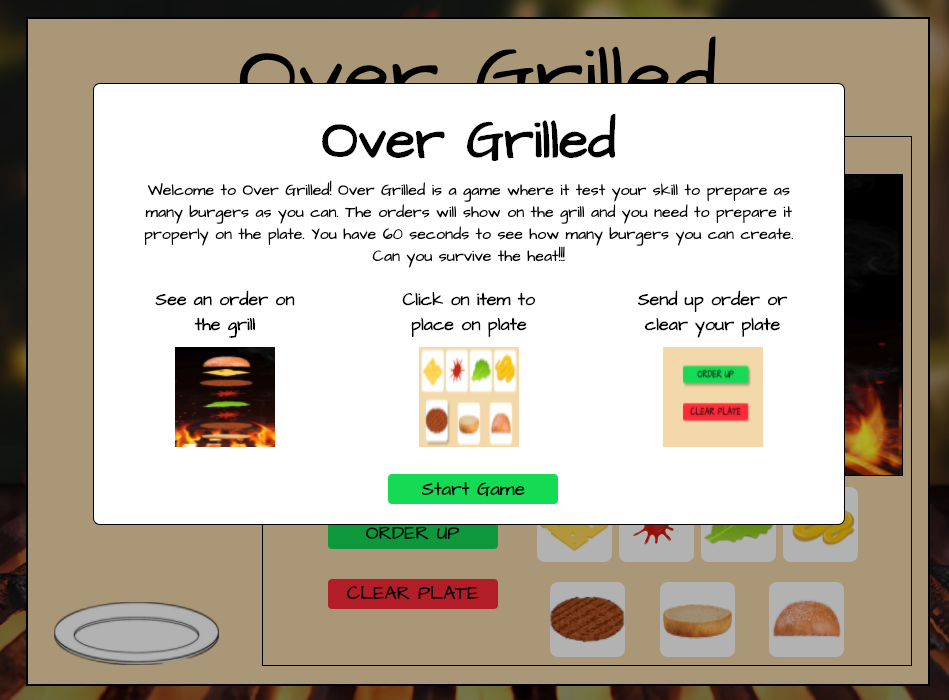 Over Grilled
Over Grilled
Welcome to Over Grilled! Over Grilled is a game where it test your skill to prepare as
many burgers as you can. The orders will show on the grill and you need to prepare it
properly on the plate. You have 60 seconds to see how many burgers you can create.
Can you survive the heat!!!
See an order on
the grill
Click on item to
place on plate
Send up order or
clear your plate
ORDER UP
CLEAR PLATE
Start Game
ORDER UP
CLEAR PLATE